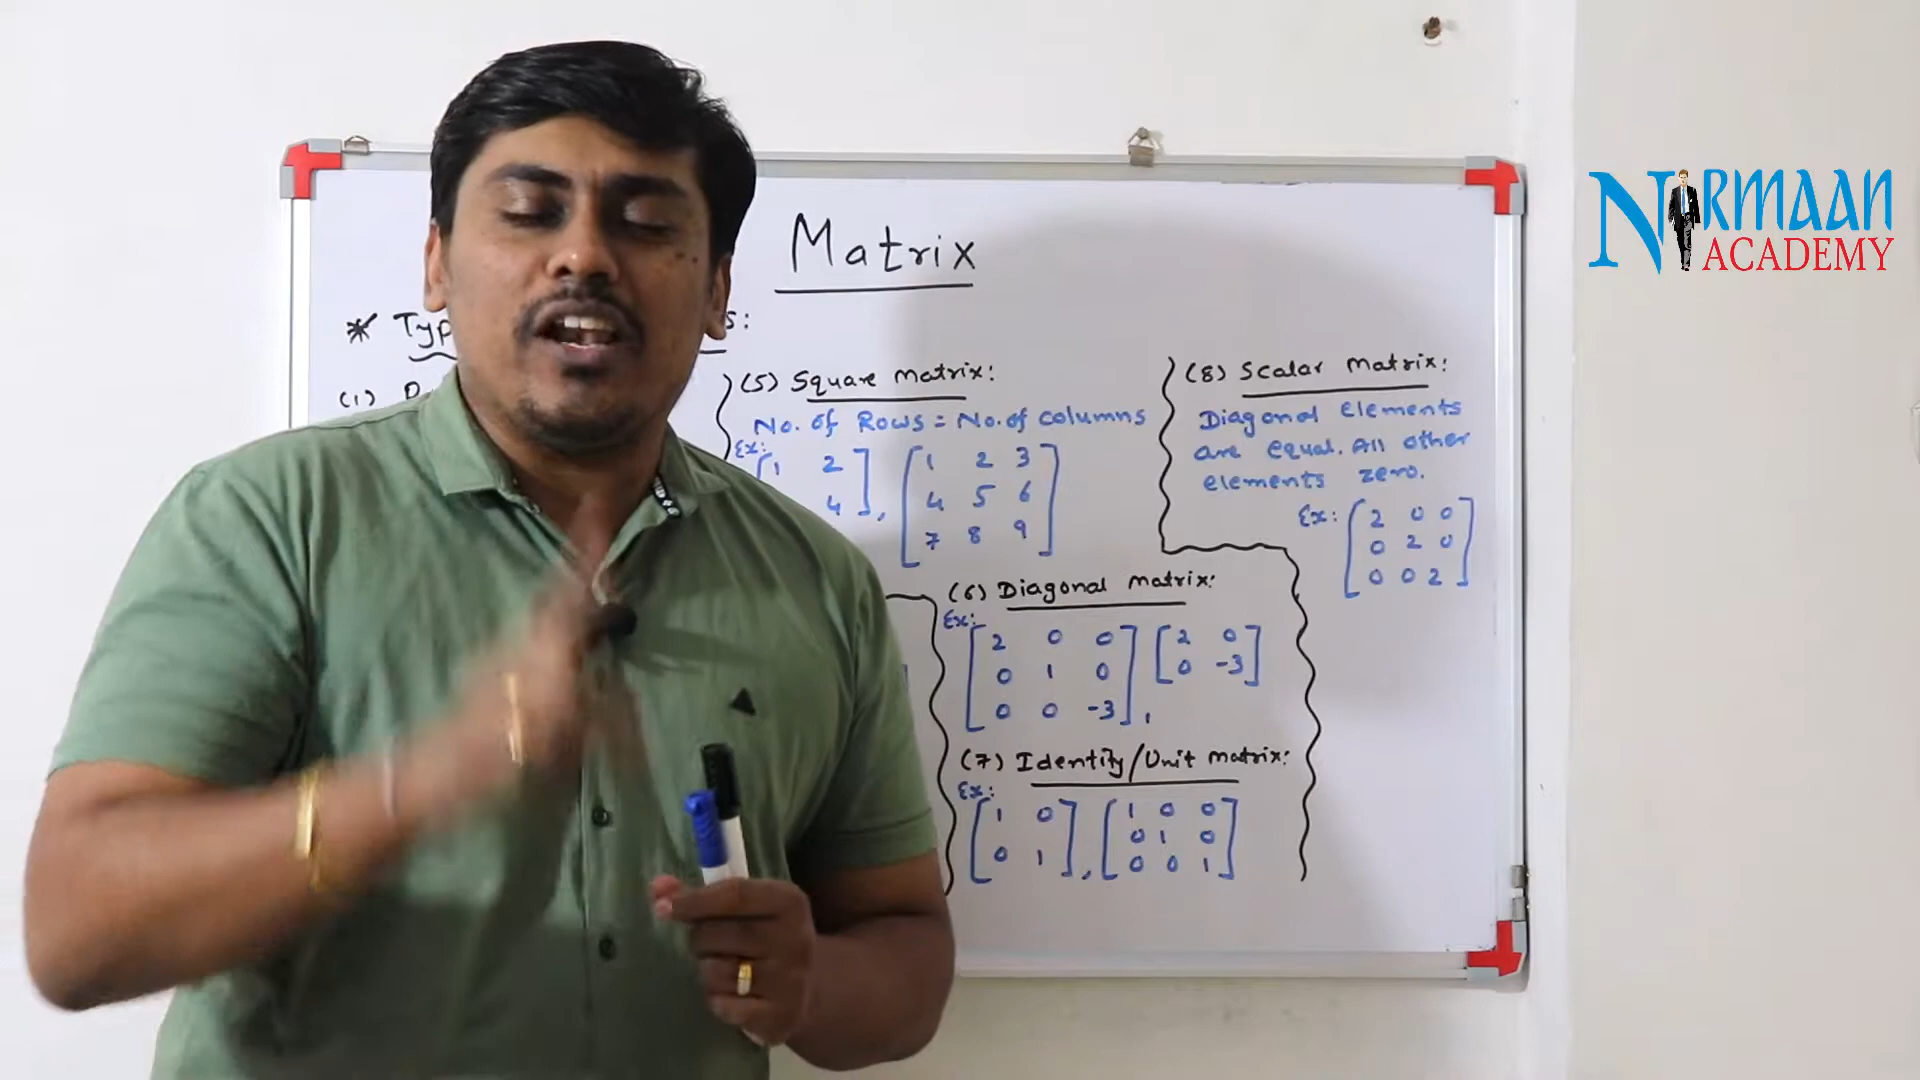 Matrix
* Typ s:
(1)
(5) Square matrix:
No. of Rows = No. of columns
Ex:
1 2
4 ,
1 2 3
4 5 6
7 8 9
(6) Diagonal matrix:
Ex:
2 0 0
0 1 0
0 0 -3 ,
2 0
0 -3
(7) Identity/Unit matrix:
Ex:
1 0
0 1 ,
1 0 0
0 1 0
0 0 1
(8) Scalar matrix:
Diagonal Elements
are equal. All other
elements zero.
Ex:
2 0 0
0 2 0
0 0 2
NIRMAAN
ACADEMY